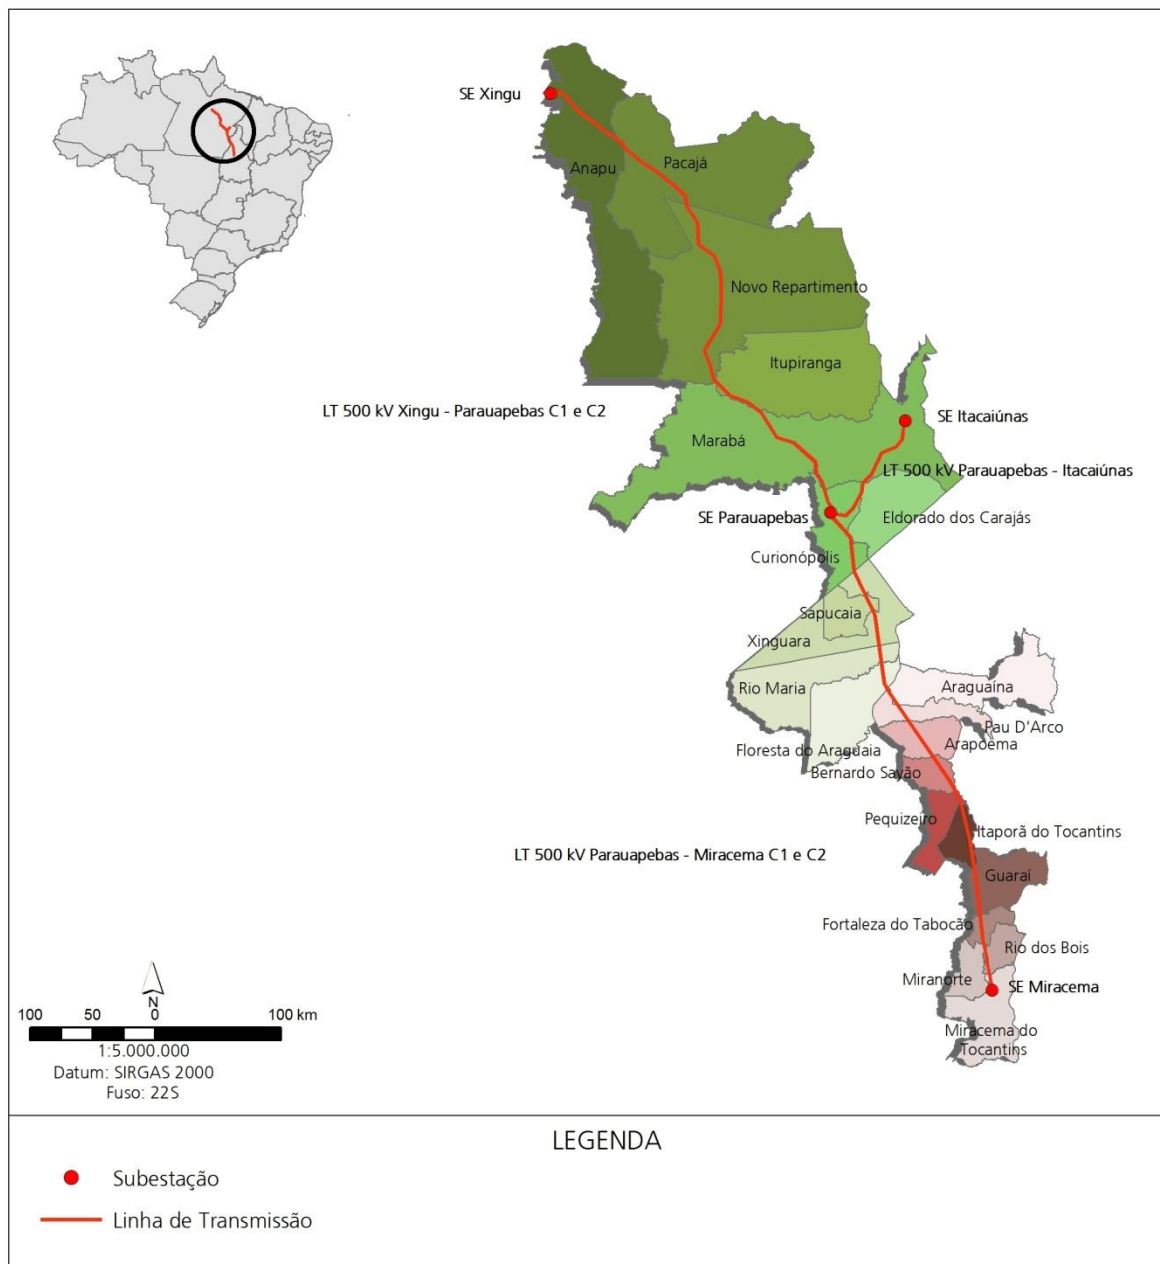 SE Xingu
Anapu
Pacajá
Novo Repartimento
Itupiranga
LT 500 kV Xingu - Parauapebas C1 e C2
SE Itacaiúnas
Marabá
LT 500 kV Parauapebas - Itacaiúnas
SE Parauapebas
Eldorado dos Carajás
Curionópolis
Sapucaia
Xinguara
Rio Maria
Araguaína
Pau D'Arco
Floresta do Araguaia
Arapoema
Bernardo Sayão
Pequizeiro
Itaporã do Tocantins
LT 500 kV Parauapebas - Miracema C1 e C2
Guaraí
Fortaleza do Tabocão
Rio dos Bois
Miranorte
SE Miracema
Miracema do
Tocantins
N
100 50 0 100 km
1:5.000.000
Datum: SIRGAS 2000
Fuso: 22S
LEGENDA
Subestação
Linha de Transmissão